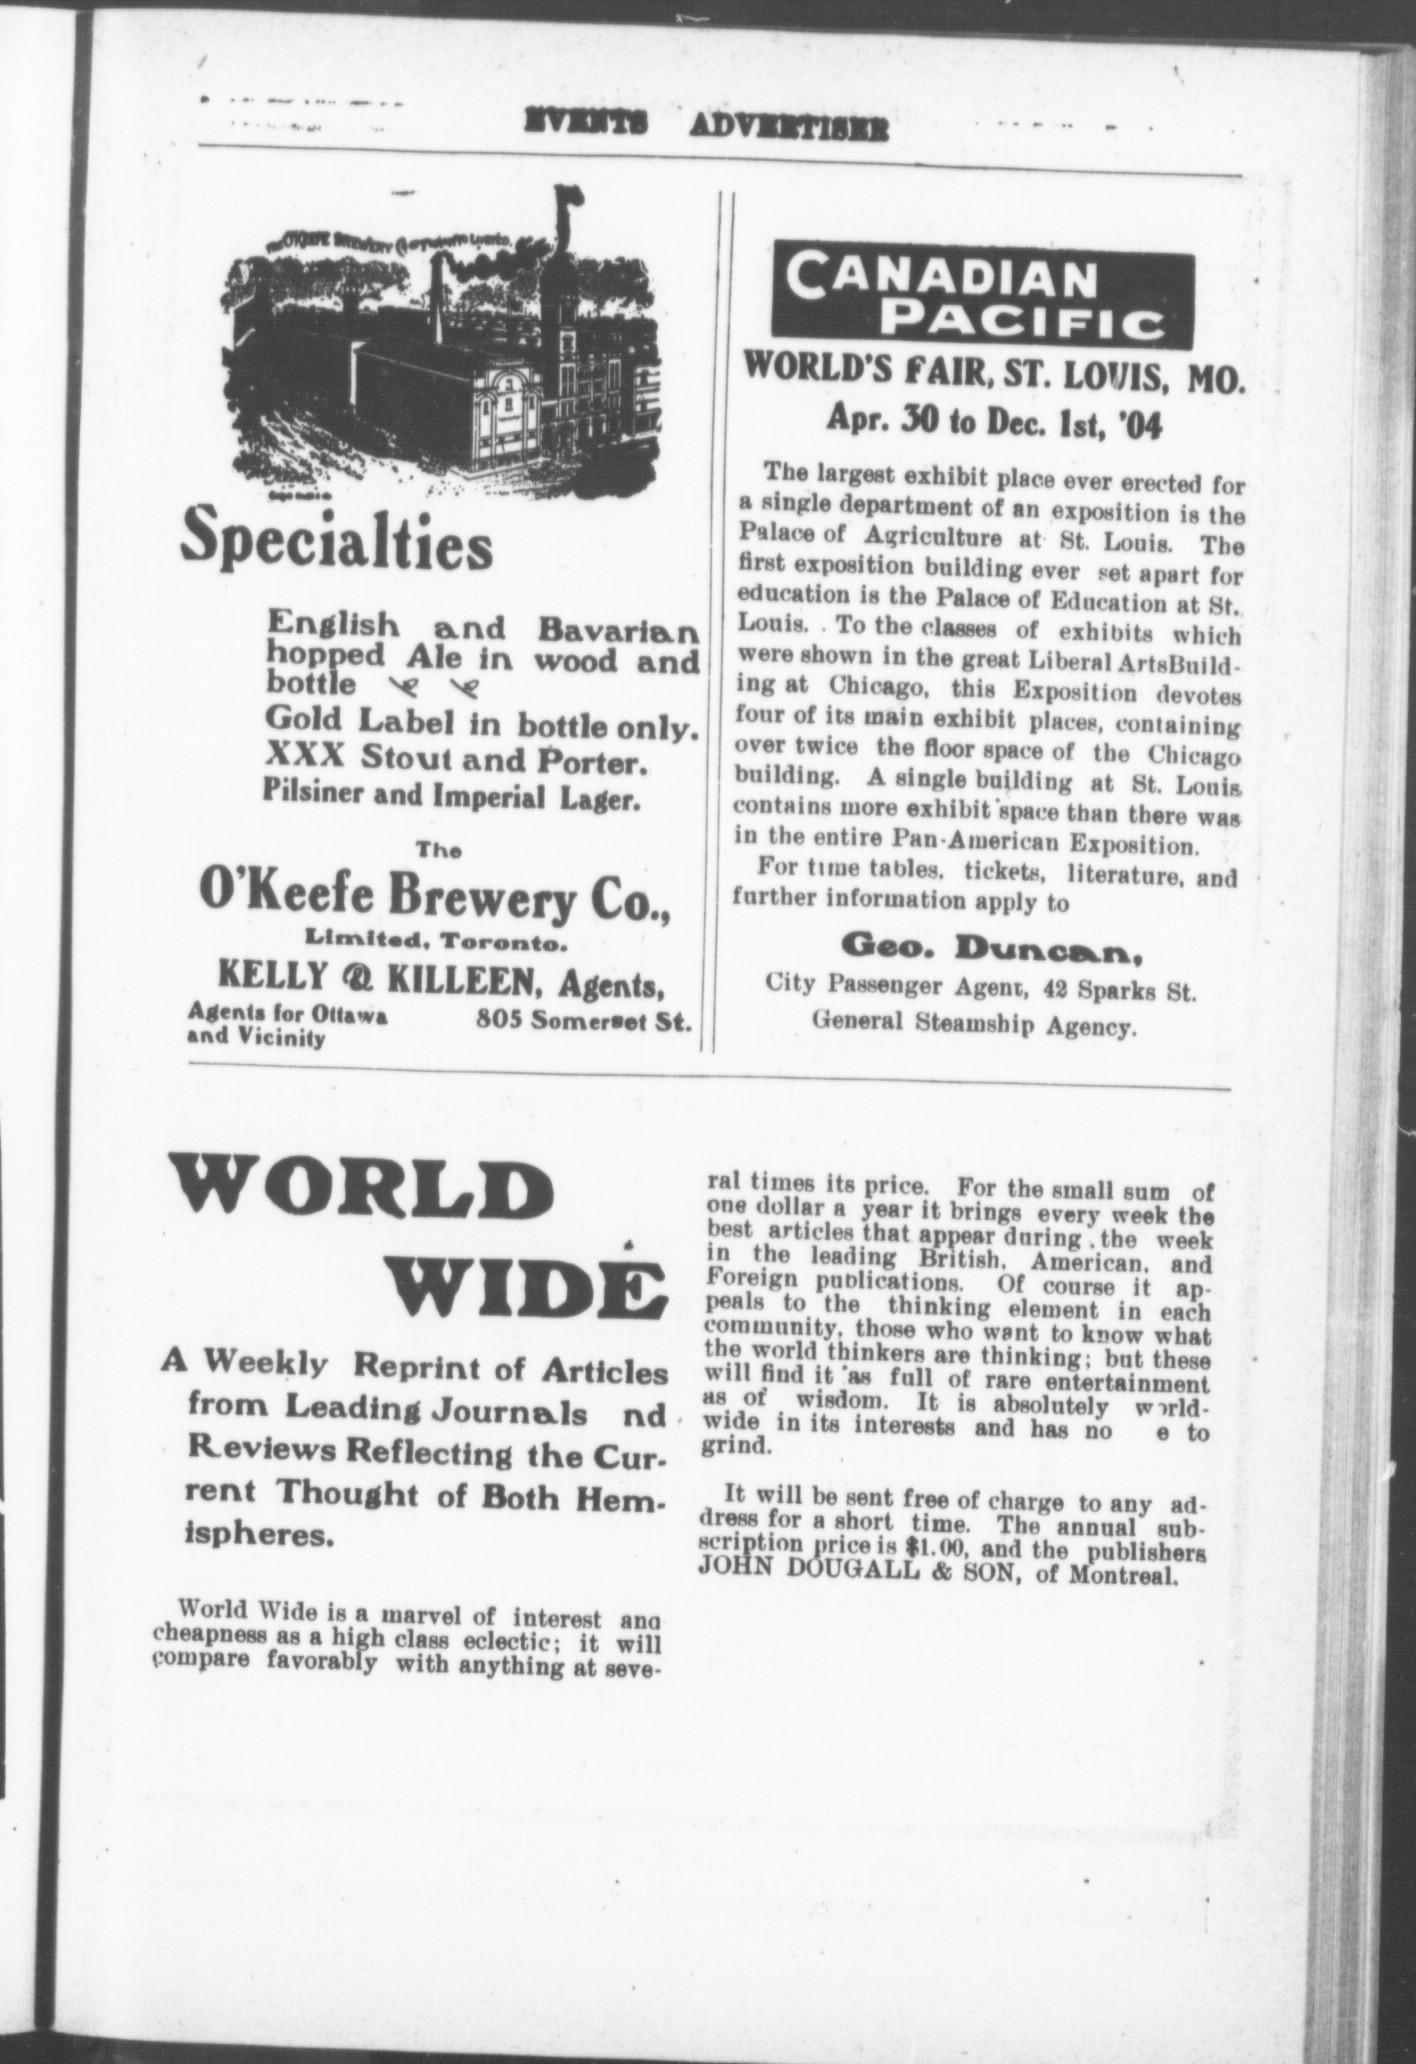 EVENTS ADVERTISER
THE O'KEEFE BREWERY CO OF TORONTO LIMITED.
Specialties
English and Bavarian
hopped Ale in wood and
bottle
Gold Label in bottle only.
XXX Stout and Porter.
Pilsiner and Imperial Lager.
The
O'Keefe Brewery Co.,
Limited, Toronto.
KELLY & KILLEEN, Agents,
Agents for Ottawa
and Vicinity
805 Somerset St.
CANADIAN
PACIFIC
WORLD'S FAIR, ST. LOUIS, MO.
Apr. 30 to Dec. 1st, '04
The largest exhibit place ever erected for
a single department of an exposition is the
Palace of Agriculture at St. Louis. The
first exposition building ever set apart for
education is the Palace of Education at St.
Louis. To the classes of exhibits which
were shown in the great Liberal ArtsBuild-
ing at Chicago, this Exposition devotes
four of its main exhibit places, containing
over twice the floor space of the Chicago
building. A single building at St. Louis
contains more exhibit space than there was
in the entire Pan-American Exposition.
For time tables, tickets, literature, and
further information apply to
Geo. Duncan,
City Passenger Agent, 42 Sparks St.
General Steamship Agency.
WORLD
WIDE
A Weekly Reprint of Articles
from Leading Journals nd
Reviews Reflecting the Cur-
rent Thought of Both Hem-
ispheres.
World Wide is a marvel of interest and
cheapness as a high class eclectic; it will
compare favorably with anything at seve-
ral times its price. For the small sum of
one dollar a year it brings every week the
best articles that appear during the week
in the leading British, American, and
Foreign publications. Of course it ap-
peals to the thinking element in each
community, those who want to know what
the world thinkers are thinking; but these
will find it as full of rare entertainment
as of wisdom. It is absolutely world-
wide in its interests and has no e to
grind.
It will be sent free of charge to any ad-
dress for a short time. The annual sub-
scription price is $1.00, and the publishers
JOHN DOUGALL & SON, of Montreal.